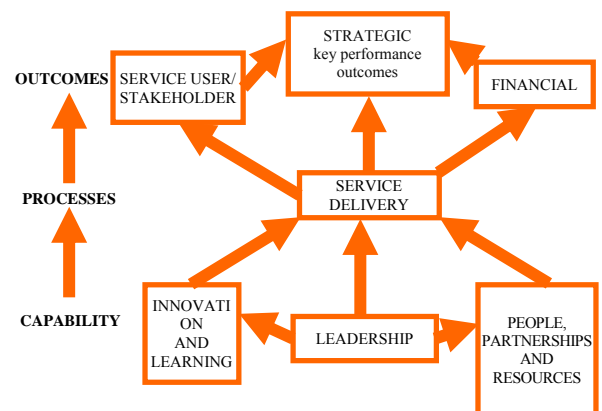 STRATEGIC
key performance
outcomes
OUTCOMES
SERVICE USER/
STAKEHOLDER
FINANCIAL
PROCESSES
SERVICE
DELIVERY
CAPABILITY
INNOVATI
ON
AND
LEARNING
LEADERSHIP
PEOPLE,
PARTNERSHIPS
AND
RESOURCES